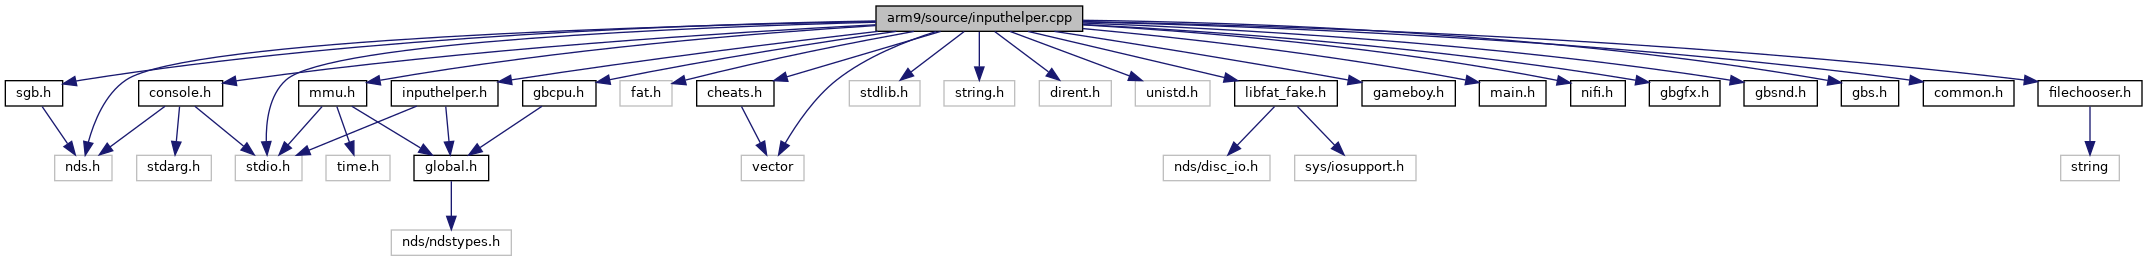 arm9/source/inputhelper.cpp
sgb.h
console.h
mmu.h
inputhelper.h
gbcpu.h
fat.h
cheats.h
stdlib.h
string.h
dirent.h
unistd.h
libfat_fake.h
gameboy.h
main.h
nifi.h
gbgfx.h
gbsnd.h
gbs.h
common.h
filechooser.h
nds.h
stdarg.h
stdio.h
time.h
global.h
vector
nds/disc_io.h
sys/iosupport.h
string
nds/ndstypes.h